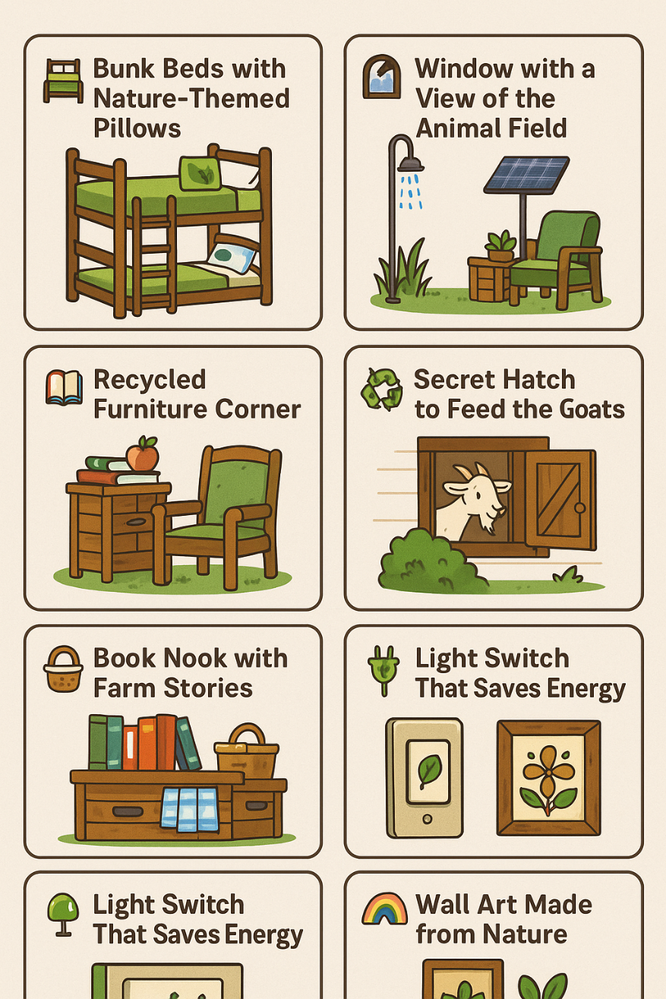 Bunk Beds with
Nature-Themed
Pillows
Window with a
View of the
Animal Field
Recycled
Furniture Corner
Secret Hatch
to Feed the Goats
Book Nook with
Farm Stories
Light Switch
That Saves Energy
Light Switch
That Saves Energy
Wall Art Made
from Nature